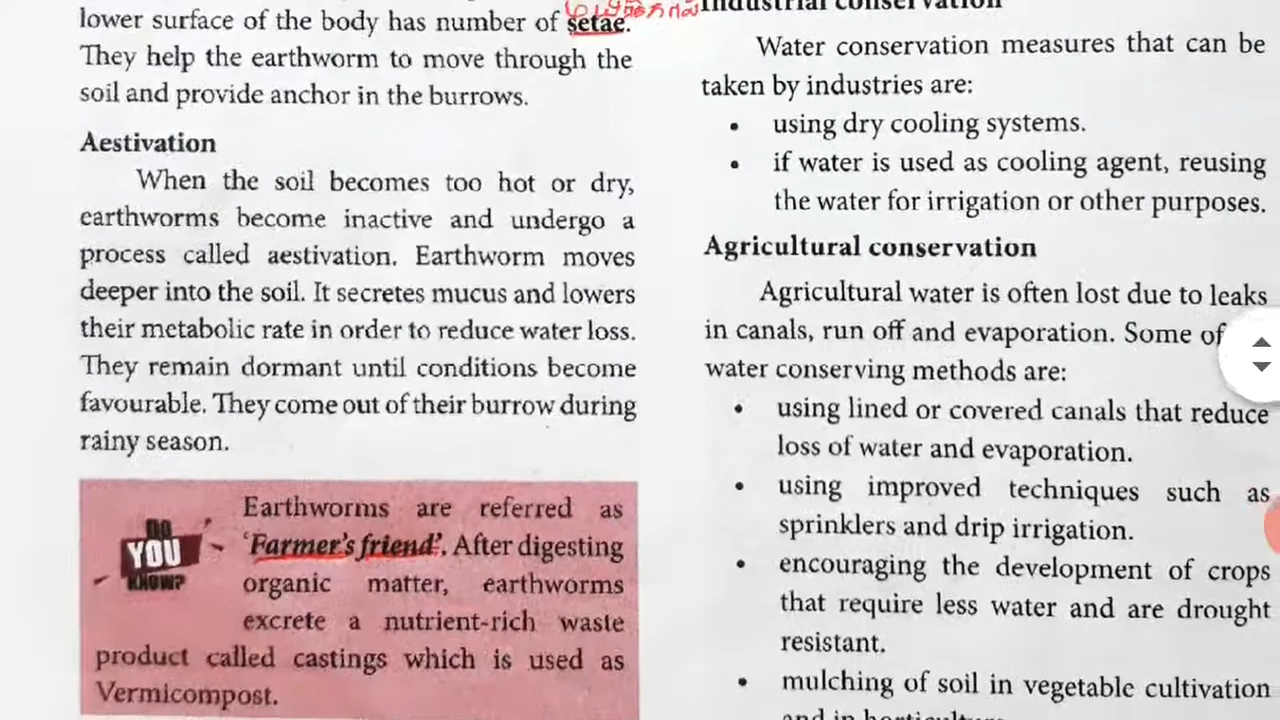 lower surface of the body has number of setae.
They help the earthworm to move through the
soil and provide anchor in the burrows.
Aestivation
When the soil becomes too hot or dry,
earthworms become inactive and undergo a
process called aestivation. Earthworm moves
deeper into the soil. It secretes mucus and lowers
their metabolic rate in order to reduce water loss.
They remain dormant until conditions become
favourable. They come out of their burrow during
rainy season.
DO
YOU
KNOW?
Earthworms are referred as
‘Farmer’s friend’. After digesting
organic matter, earthworms
excrete a nutrient-rich waste
product called castings which is used as
Vermicompost.
Industrial conservation
Water conservation measures that can be
taken by industries are:
• using dry cooling systems.
• if water is used as cooling agent, reusing
the water for irrigation or other purposes.
Agricultural conservation
Agricultural water is often lost due to leaks
in canals, run off and evaporation. Some of
water conserving methods are:
• using lined or covered canals that reduce
loss of water and evaporation.
• using improved techniques such as
sprinklers and drip irrigation.
• encouraging the development of crops
that require less water and are drought
resistant.
• mulching of soil in vegetable cultivation
and in horticulture